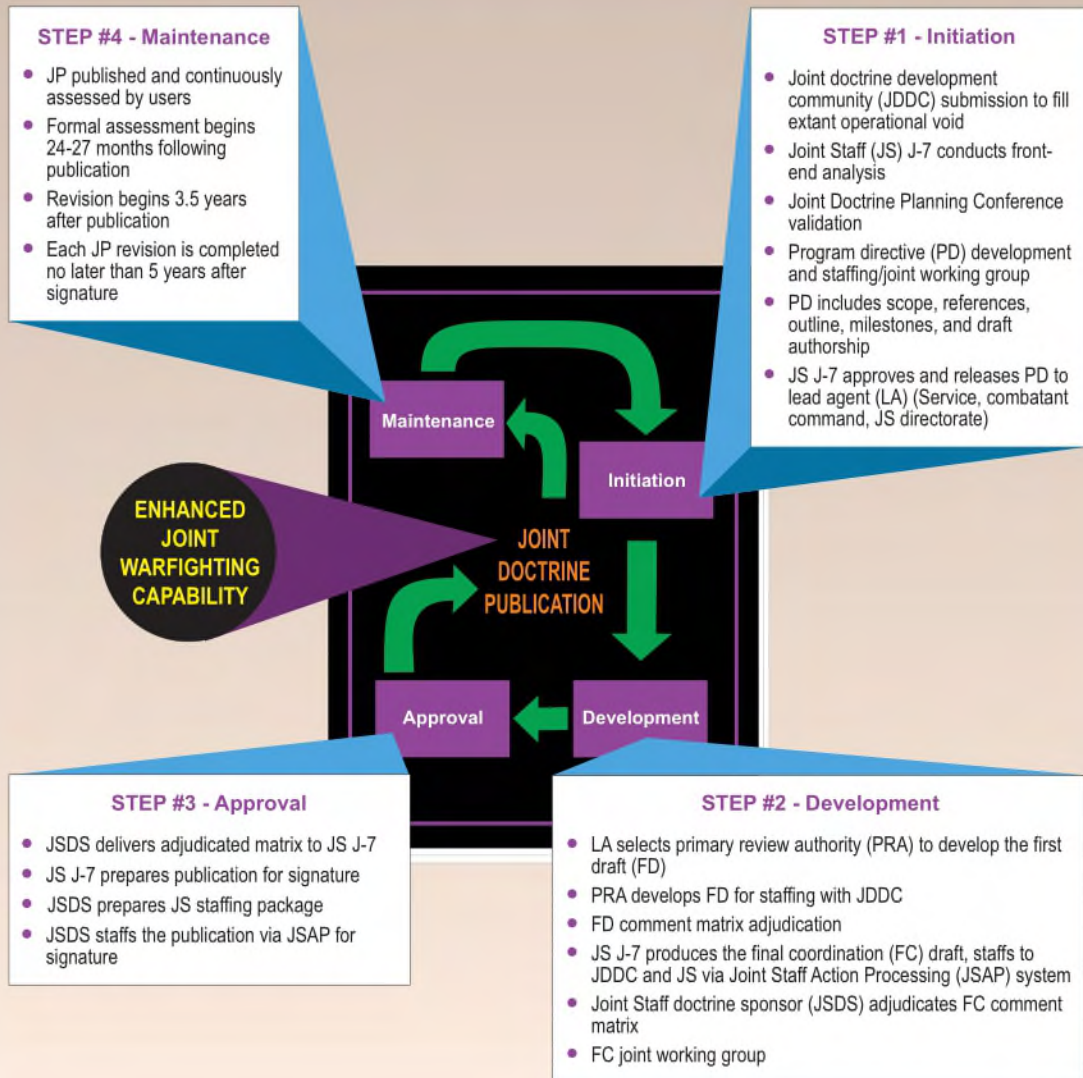 STEP #4 - Maintenance
• JP published and continuously
assessed by users
• Formal assessment begins
24-27 months following
publication
• Revision begins 3.5 years
after publication
• Each JP revision is completed
no later than 5 years after
signature
STEP #1 - Initiation
• Joint doctrine development
community (JDDC) submission to fill
extant operational void
• Joint Staff (JS) J-7 conducts front-
end analysis
• Joint Doctrine Planning Conference
validation
• Program directive (PD) development
and staffing/joint working group
• PD includes scope, references,
outline, milestones, and draft
authorship
• JS J-7 approves and releases PD to
lead agent (LA) (Service, combatant
command, JS directorate)
Maintenance
Initiation
ENHANCED
JOINT
WARFIGHTING
CAPABILITY
JOINT
DOCTRINE
PUBLICATION
Approval
Development
STEP #3 - Approval
• JSDS delivers adjudicated matrix to JS J-7
• JS J-7 prepares publication for signature
• JSDS prepares JS staffing package
• JSDS staffs the publication via JSAP for
signature
STEP #2 - Development
• LA selects primary review authority (PRA) to develop the first
draft (FD)
• PRA develops FD for staffing with JDDC
• FD comment matrix adjudication
• JS J-7 produces the final coordination (FC) draft, staffs to
JDDC and JS via Joint Staff Action Processing (JSAP) system
• Joint Staff doctrine sponsor (JSDS) adjudicates FC comment
matrix
• FC joint working group